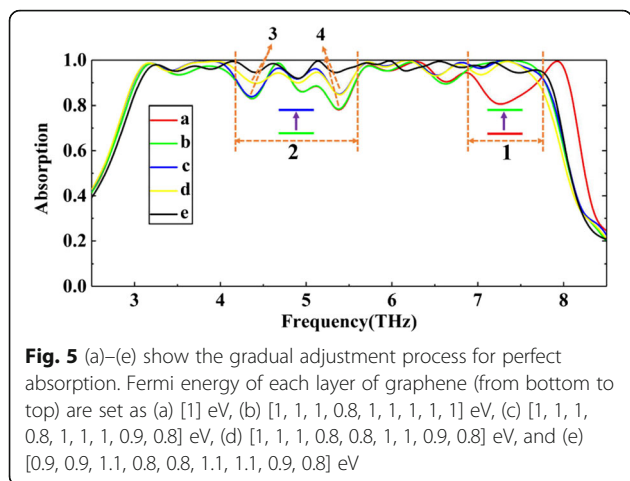 3 4
1.0
0.8
0.6
0.4
0.2
0.0
Absorption
a
b
c
d
e
2
1
3 4 5 6 7 8
Frequency(THz)
Fig. 5 (a)–(e) show the gradual adjustment process for perfect
absorption. Fermi energy of each layer of graphene (from bottom to
top) are set as (a) [1] eV, (b) [1, 1, 1, 0.8, 1, 1, 1, 1, 1] eV, (c) [1, 1, 1,
0.8, 1, 1, 1, 0.9, 0.8] eV, (d) [1, 1, 1, 0.8, 0.8, 1, 1, 0.9, 0.8] eV, and (e)
[0.9, 0.9, 1.1, 0.8, 0.8, 1.1, 1.1, 0.9, 0.8] eV